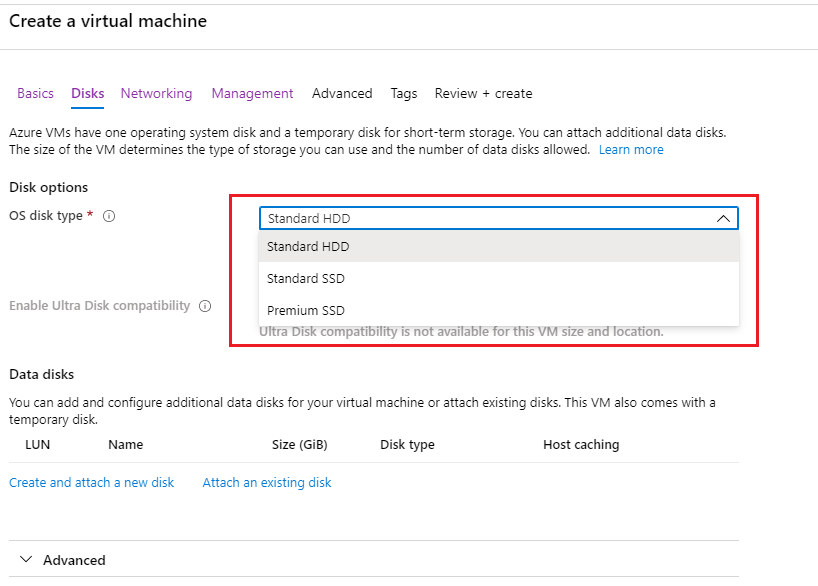 Create a virtual machine
Basics Disks Networking Management Advanced Tags Review + create
Azure VMs have one operating system disk and a temporary disk for short-term storage. You can attach additional data disks.
The size of the VM determines the type of storage you can use and the number of data disks allowed. Learn more
Disk options
OS disk type *
Standard HDD
Standard HDD
Standard SSD
Premium SSD
Enable Ultra Disk compatibility
Ultra Disk compatibility is not available for this VM size and location.
Data disks
You can add and configure additional data disks for your virtual machine or attach existing disks. This VM also comes with a
temporary disk.
LUN Name Size (GiB) Disk type Host caching
Create and attach a new disk Attach an existing disk
Advanced